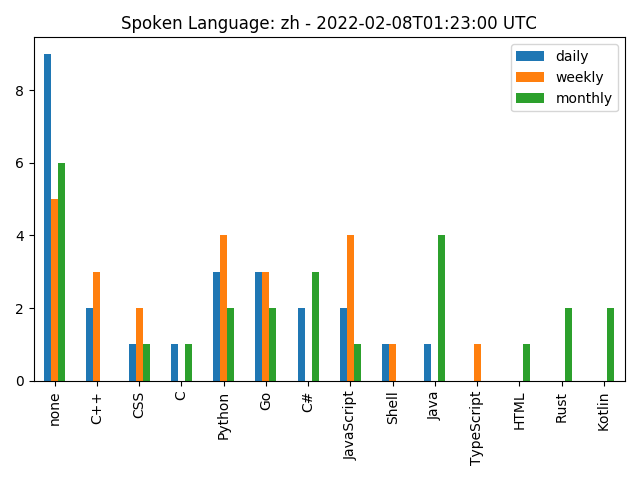 Spoken Language: zh - 2022-02-08T01:23:00 UTC
daily
weekly
monthly
8
6
4
2
0
none
C++
CSS
C
Python
Go
C#
JavaScript
Shell
Java
TypeScript
HTML
Rust
Kotlin